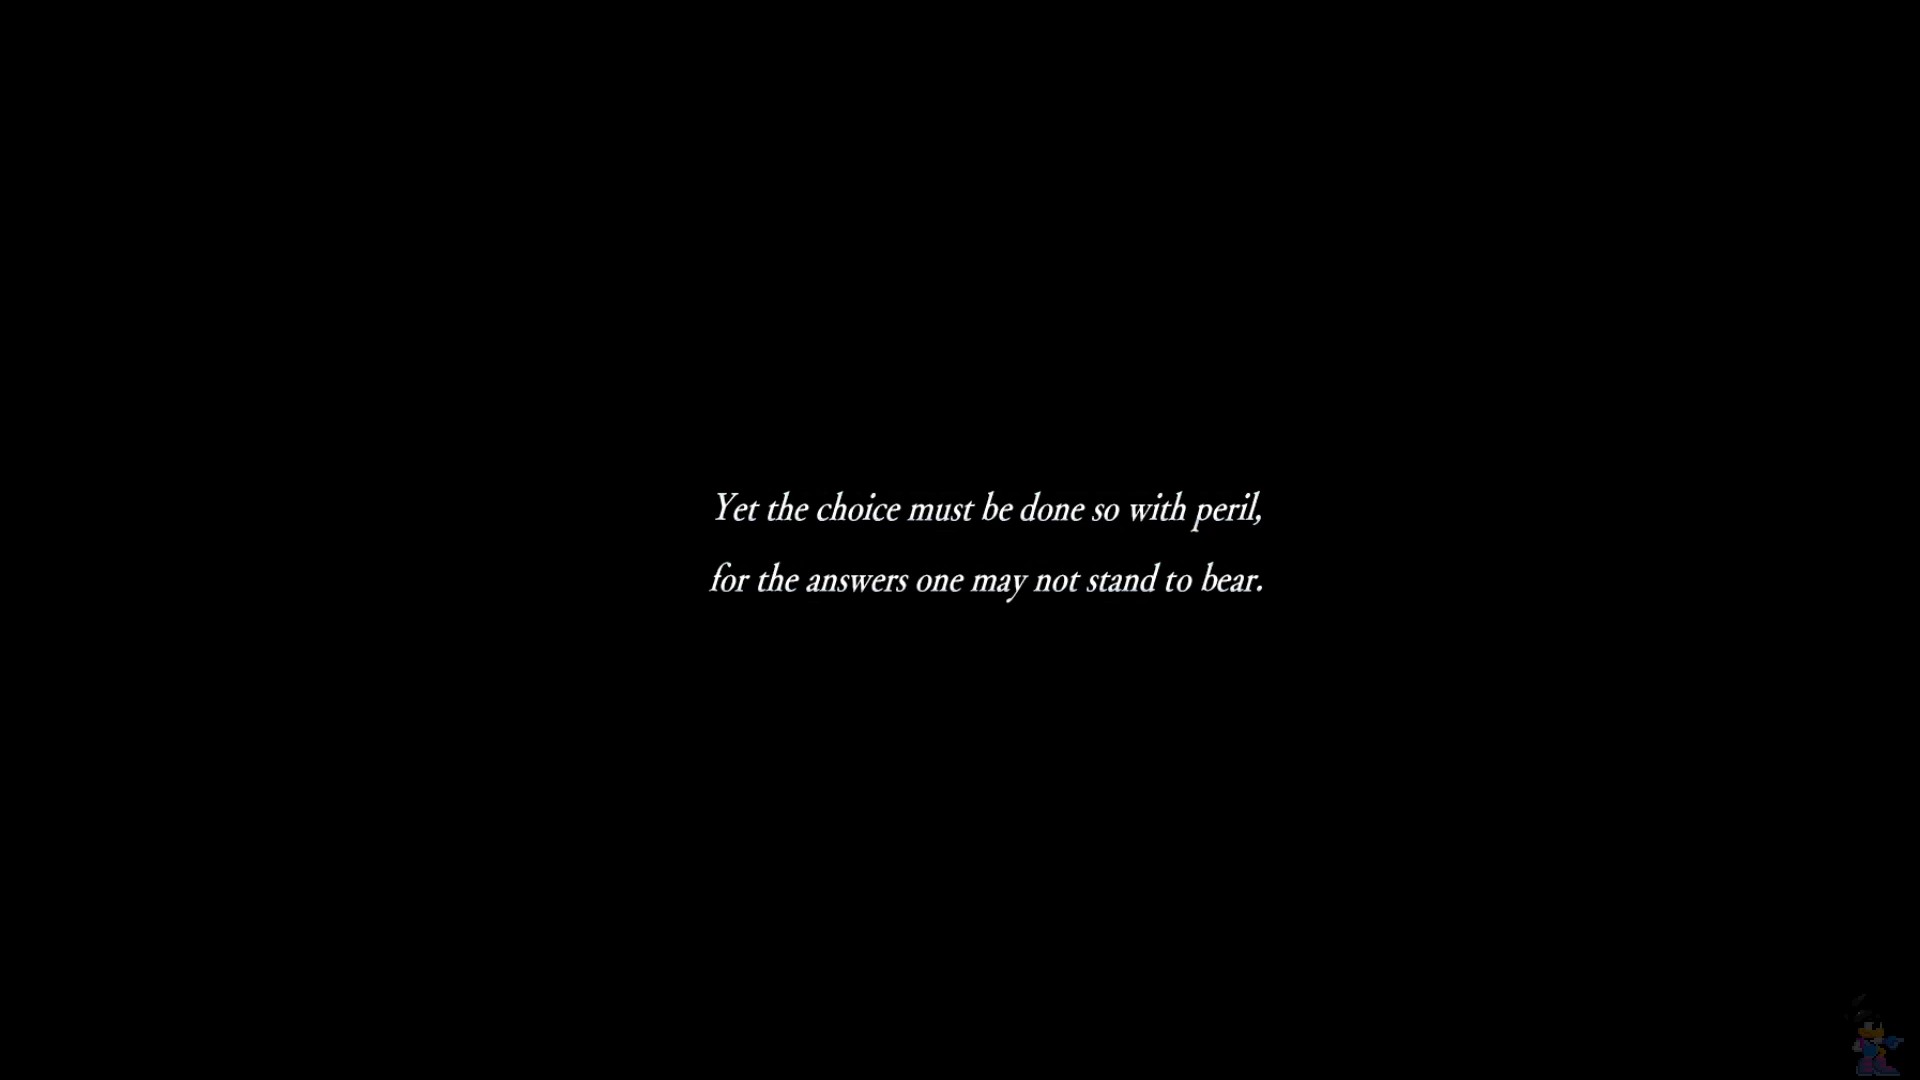 Yet the choice must be done so with peril,
for the answers one may not stand to bear.